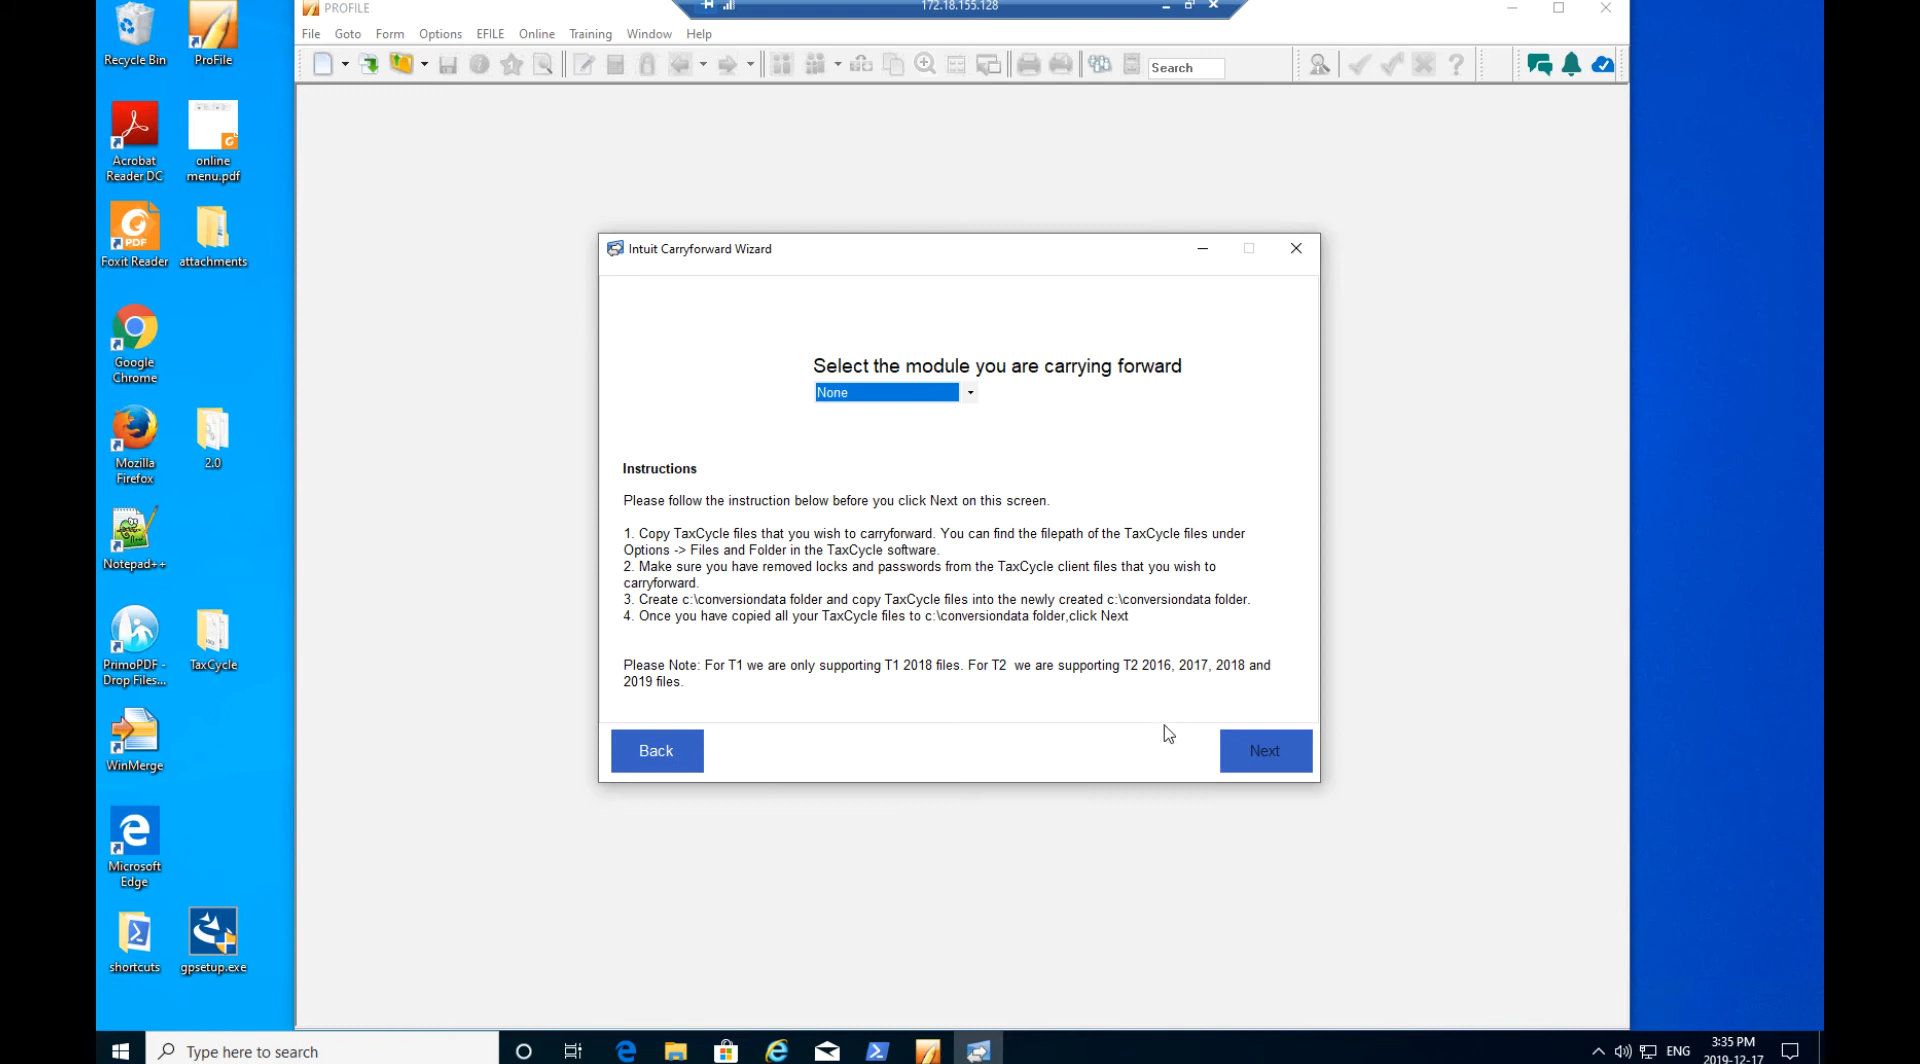 172.18.155.128
PROFILE
File Goto Form Options EFILE Online Training Window Help
Search
Recycle Bin
ProFile
Acrobat
Reader DC
online
menu.pdf
Foxit Reader
attachments
Google
Chrome
Mozilla
Firefox
2.0
Notepad++
PrimoPDF -
Drop Files...
TaxCycle
WinMerge
Microsoft
Edge
shortcuts
gpsetup.exe
Intuit Carryforward Wizard
Select the module you are carrying forward
None
Instructions
Please follow the instruction below before you click Next on this screen.
1. Copy TaxCycle files that you wish to carryforward. You can find the filepath of the TaxCycle files under
Options -> Files and Folder in the TaxCycle software.
2. Make sure you have removed locks and passwords from the TaxCycle client files that you wish to
carryforward.
3. Create c:\conversiondata folder and copy TaxCycle files into the newly created c:\conversiondata folder.
4. Once you have copied all your TaxCycle files to c:\conversiondata folder,click Next
Please Note: For T1 we are only supporting T1 2018 files. For T2 we are supporting T2 2016, 2017, 2018 and
2019 files.
Back
Next
Type here to search
ENG
3:35 PM
2019-12-17